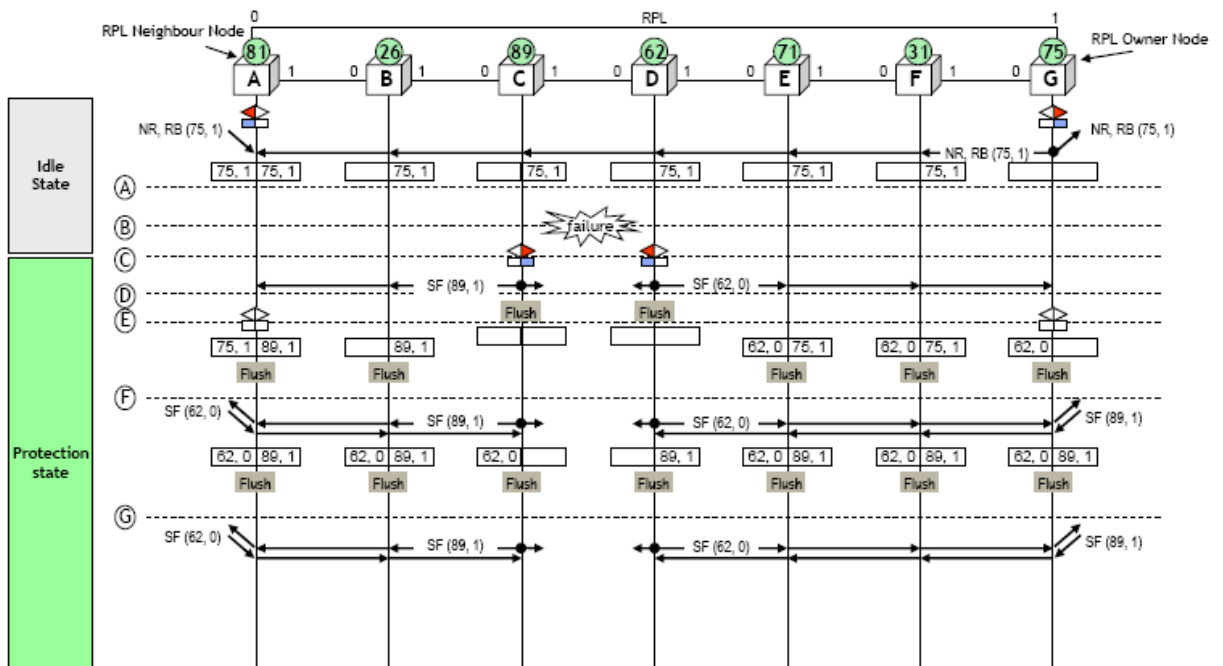 0 RPL 1
RPL Neighbour Node
RPL Owner Node
81 26 89 62 71 31 75
A 1 0 B 1 0 C 1 0 D 1 0 E 1 0 F 1 0 G
NR, RB (75, 1)
NR, RB (75, 1)
NR, RB (75, 1)
Idle
State
75, 1 75, 1 75, 1 75, 1 75, 1 75, 1 75, 1
A
B
failure
C
SF (89, 1) SF (62, 0)
D
Flush Flush
E
75, 1 89, 1 89, 1 62, 0 75, 1 62, 0 75, 1 62, 0
Flush Flush Flush Flush Flush
F
SF (62, 0) SF (89, 1) SF (62, 0) SF (89, 1)
Protection
state
62, 0 89, 1 62, 0 89, 1 62, 0 89, 1 62, 0 89, 1 62, 0 89, 1 62, 0 89, 1
Flush Flush Flush Flush Flush Flush Flush
G
SF (62, 0) SF (89, 1) SF (62, 0) SF (89, 1)